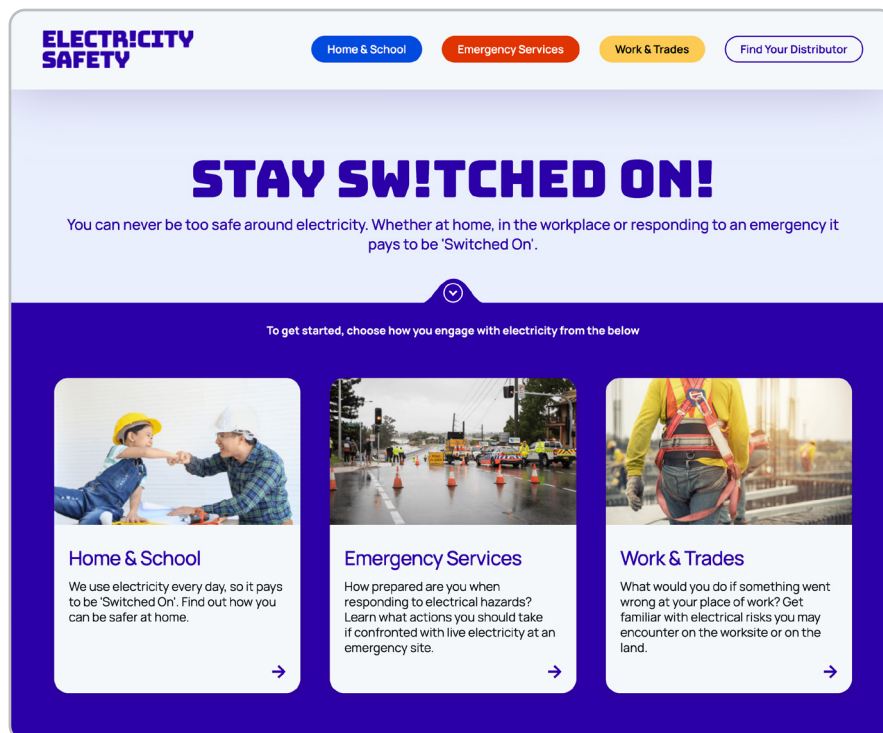 ELECTR!CITY
SAFETY
Home & School
Emergency Services
Work & Trades
Find Your Distributor
STAY SW!TCHED ON!
You can never be too safe around electricity. Whether at home, in the workplace or responding to an emergency it
pays to be 'Switched On'.
To get started, choose how you engage with electricity from the below
Home & School
We use electricity every day, so it pays
to be 'Switched On'. Find out how you
can be safer at home.
Emergency Services
How prepared are you when
responding to electrical hazards?
Learn what actions you should take
if confronted with live electricity at an
emergency site.
Work & Trades
What would you do if something went
wrong at your place of work? Get
familiar with electrical risks you may
encounter on the worksite or on the
land.